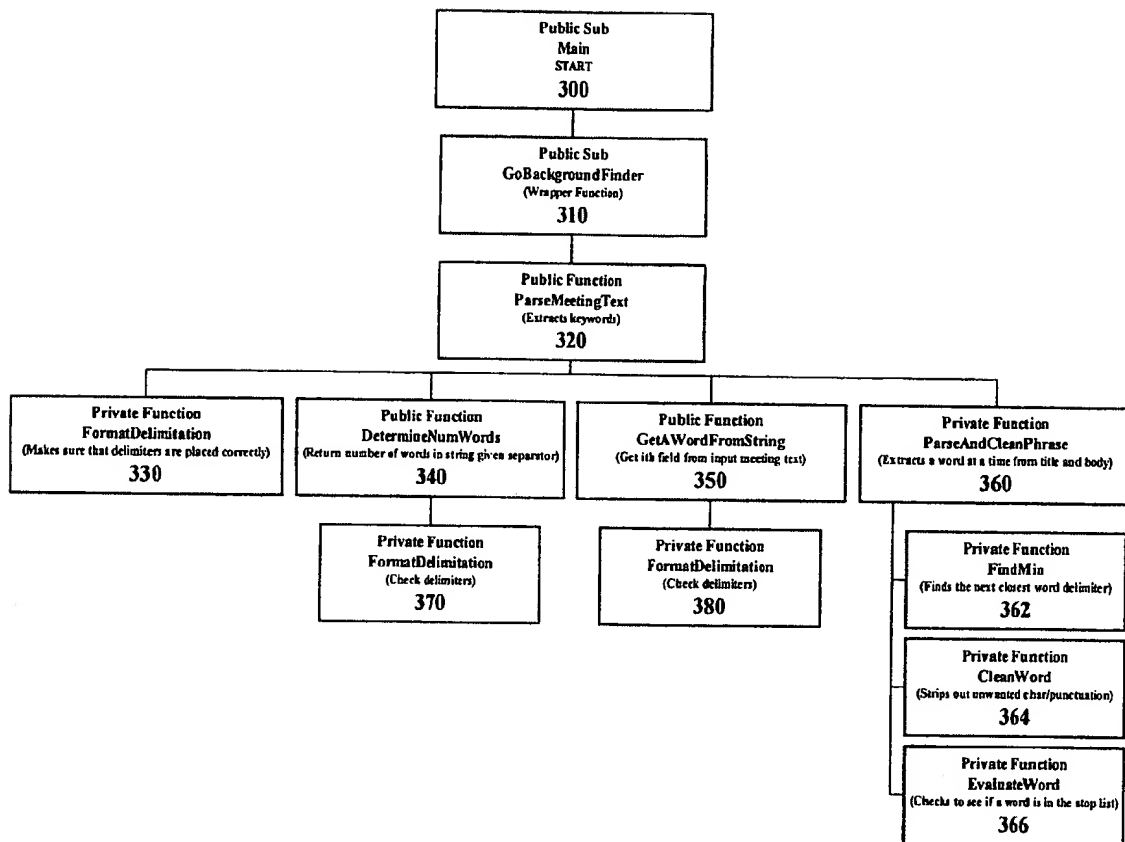 Public Sub
Main
START
300
Public Sub
GoBackgroundFinder
(Wrapper Function)
310
Public Function
ParseMeetingText
(Extracts keywords)
320
Private Function
FormatDelimitation
(Makes sure that delimiters are placed correctly)
330
Public Function
DetermineNumWords
(Return number of words in string given separator)
340
Public Function
GetAWordFromString
(Get ith field from input meeting text)
350
Private Function
ParseAndCleanPhrase
(Extracts a word at a time from title and body)
360
Private Function
FormatDelimitation
(Check delimiters)
370
Private Function
FormatDelimitation
(Check delimiters)
380
Private Function
FindMin
(Finds the next closest word delimiter)
362
Private Function
CleanWord
(Strips out unwanted char/punctuation)
364
Private Function
EvaluateWord
(Checks to see if a word is in the stop list)
366